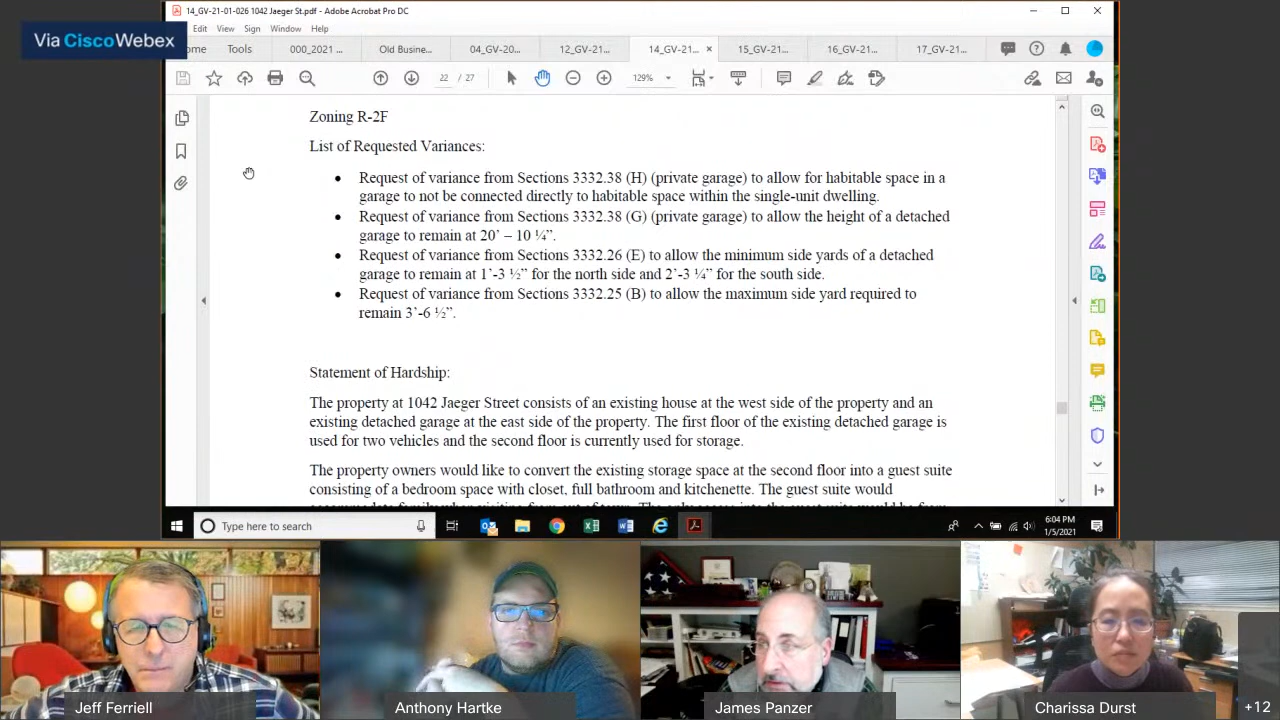 14_GV-21-01-026 1042 Jaeger St.pdf - Adobe Acrobat Pro DC
Via CiscoWebex
Edit View Sign Window Help
ome Tools 000_2021 ... Old Busine... 04_GV-20... 12_GV-21... 14_GV-21... 15_GV-21... 16_GV-21... 17_GV-21...
22 / 27 129%
Zoning R-2F
List of Requested Variances:
• Request of variance from Sections 3332.38 (H) (private garage) to allow for habitable space in a
garage to not be connected directly to habitable space within the single-unit dwelling.
• Request of variance from Sections 3332.38 (G) (private garage) to allow the height of a detached
garage to remain at 20’ – 10 ¼”.
• Request of variance from Sections 3332.26 (E) to allow the minimum side yards of a detached
garage to remain at 1’-3 ½” for the north side and 2’-3 ¼” for the south side.
• Request of variance from Sections 3332.25 (B) to allow the maximum side yard required to
remain 3’-6 ½”.
Statement of Hardship:
The property at 1042 Jaeger Street consists of an existing house at the west side of the property and an
existing detached garage at the east side of the property. The first floor of the existing detached garage is
used for two vehicles and the second floor is currently used for storage.
The property owners would like to convert the existing storage space at the second floor into a guest suite
consisting of a bedroom space with closet, full bathroom and kitchenette. The guest suite would
Type here to search
6:04 PM
1/5/2021
Jeff Ferriell
Anthony Hartke
James Panzer
Charissa Durst
+12